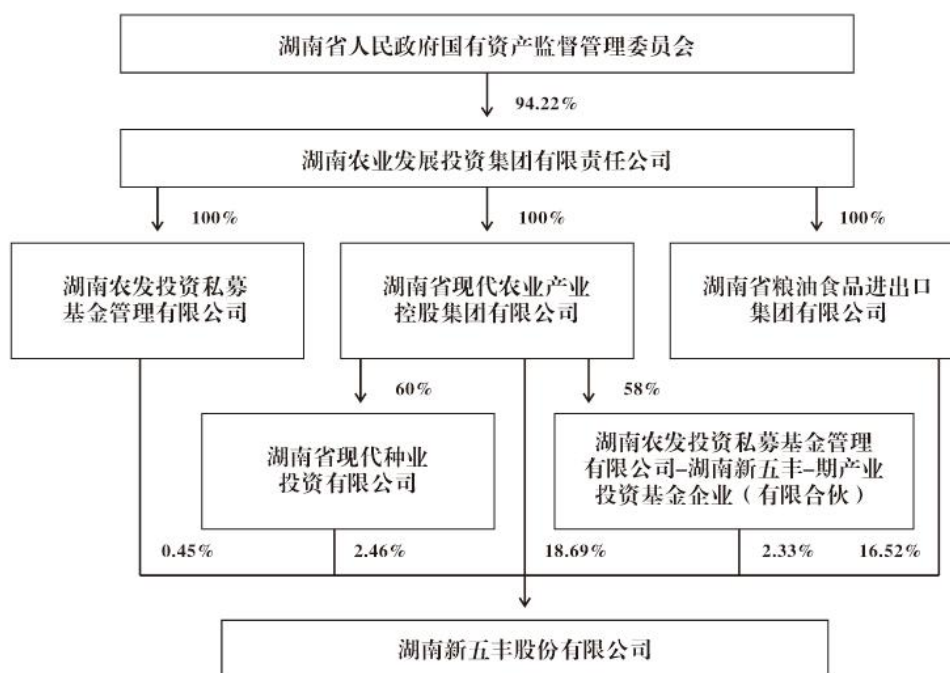 湖南省人民政府国有资产监督管理委员会
94.22%
湖南农业发展投资集团有限责任公司
100%
100%
100%
湖南农发投资私募
基金管理有限公司
湖南省现代农业产业
控股集团有限公司
湖南省粮油食品进出口
集团有限公司
60%
58%
湖南省现代种业
投资有限公司
湖南农发投资私募基金管理
有限公司–湖南新五丰–期产业
投资基金企业（有限合伙）
0.45%
2.46%
18.69%
2.33%
16.52%
湖南新五丰股份有限公司